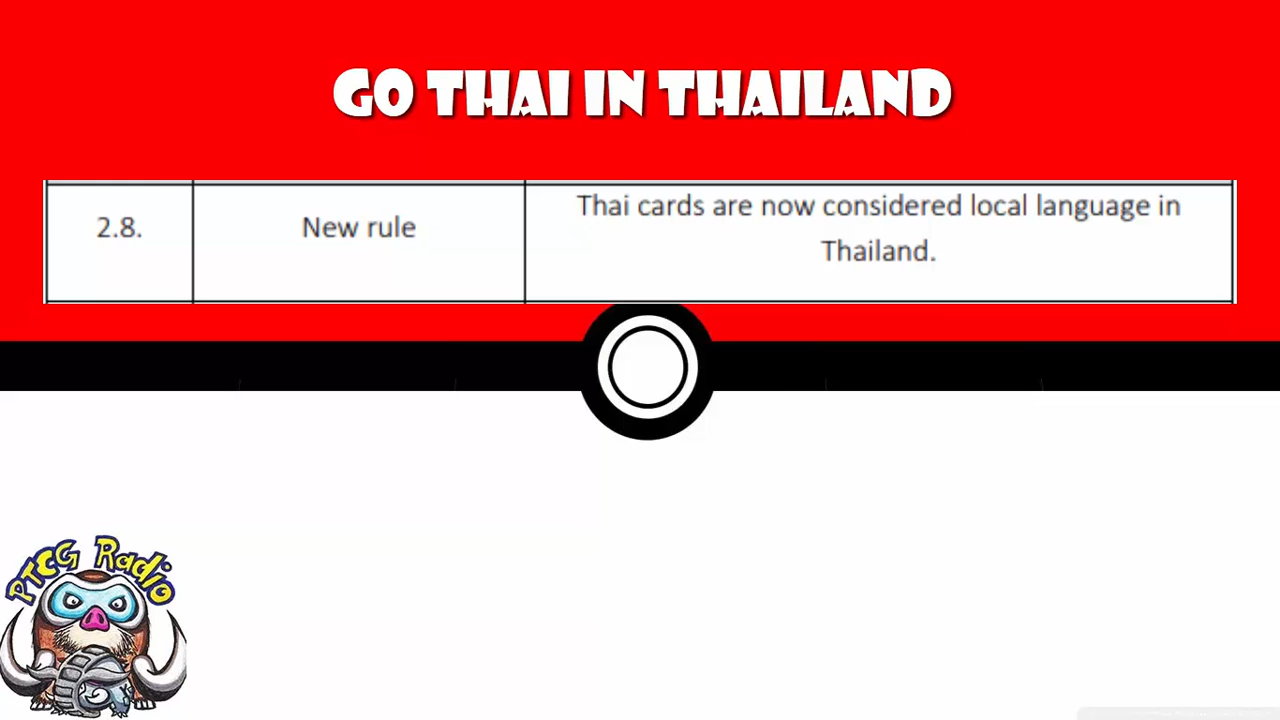 GO THAI IN THAILAND
2.8.
New rule
Thai cards are now considered local language in
Thailand.
PTCG Radio